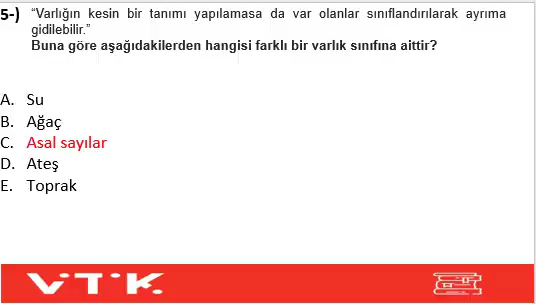 5-) “Varlığın kesin bir tanımı yapılamasa da var olanlar sınıflandırılarak ayrıma
gidilebilir.”
Buna göre aşağıdakilerden hangisi farklı bir varlık sınıfına aittir?
A. Su
B. Ağaç
C. Asal sayılar
D. Ateş
E. Toprak
VTK